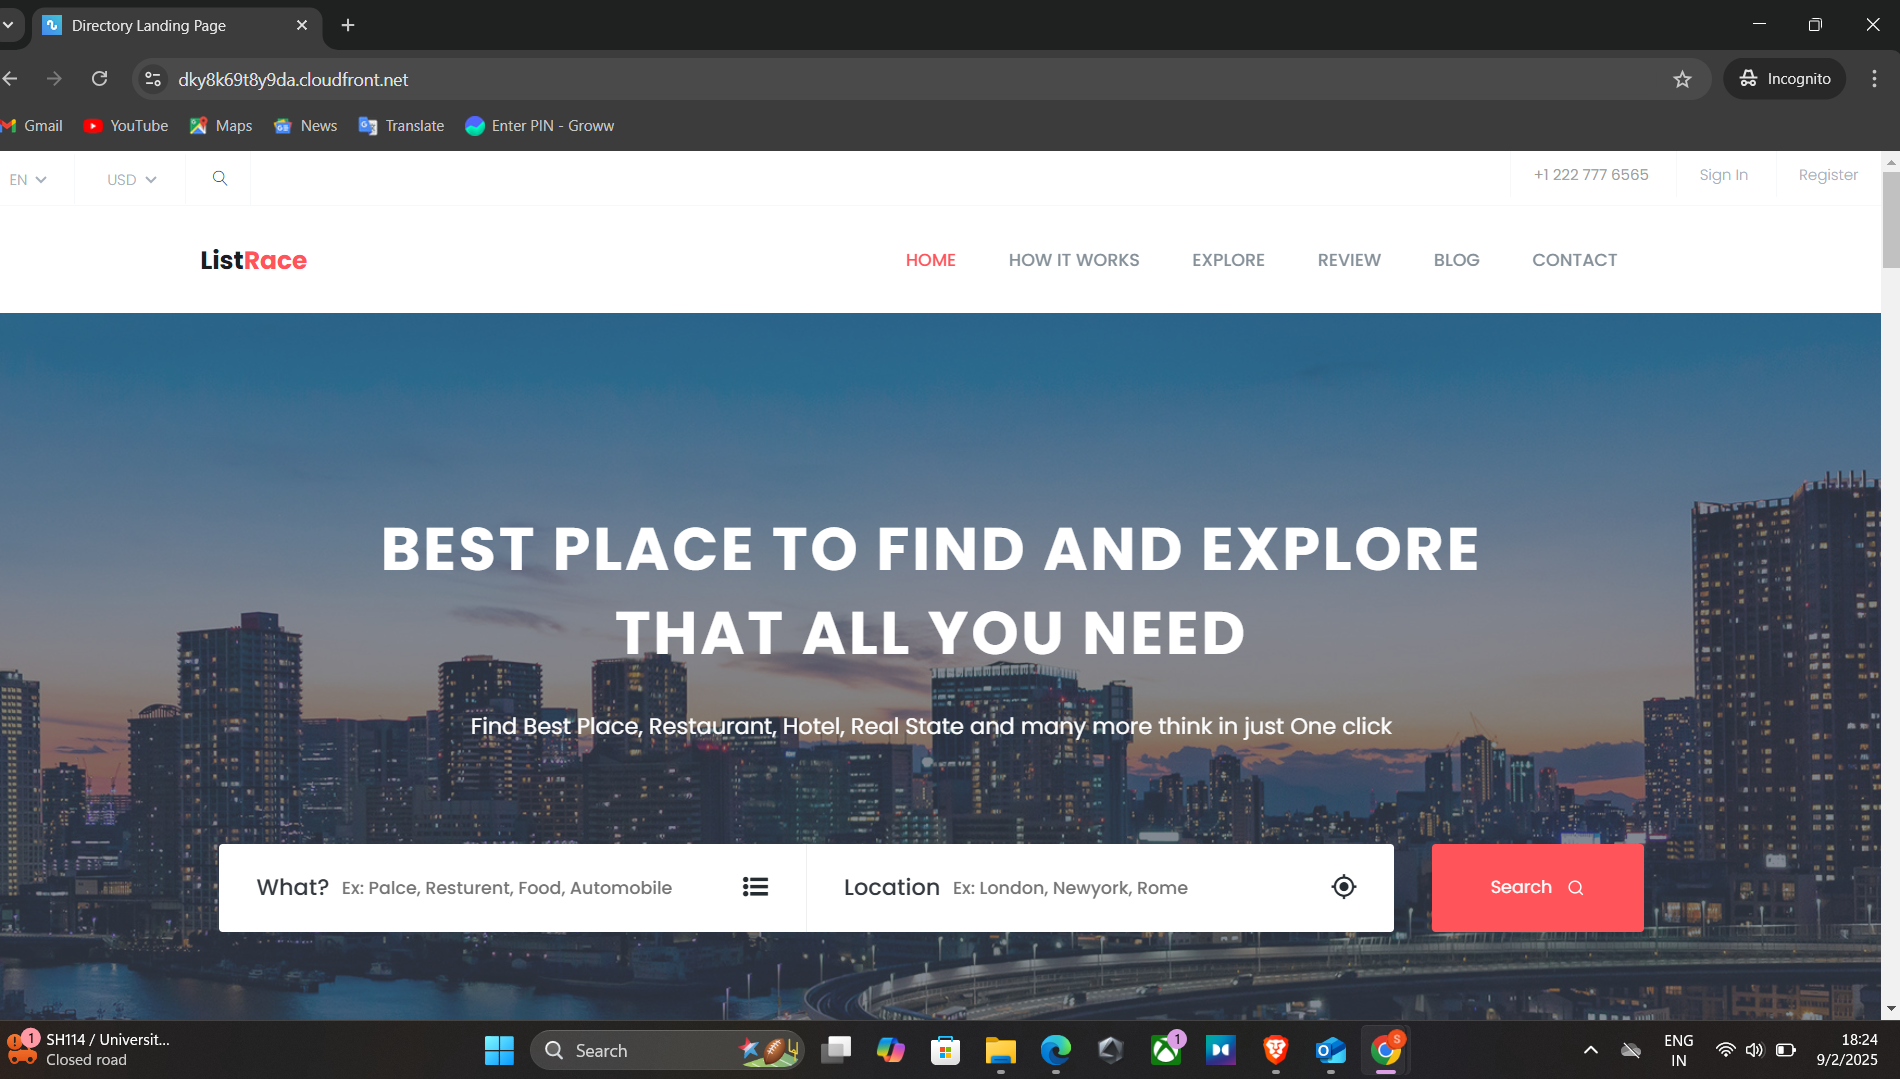 Directory Landing Page
dky8k69t8y9da.cloudfront.net
Incognito
Gmail
YouTube
Maps
News
Translate
Enter PIN - Groww
EN
USD
+1 222 777 6565
Sign In
Register
ListRace
HOME
HOW IT WORKS
EXPLORE
REVIEW
BLOG
CONTACT
BEST PLACE TO FIND AND EXPLORE
THAT ALL YOU NEED
Find Best Place, Restaurant, Hotel, Real State and many more think in just One click
What? Ex: Palce, Resturent, Food, Automobile
Location Ex: London, Newyork, Rome
Search
1
SH114 / Universit...
Closed road
Search
1
S
ENG
IN
18:24
9/2/2025